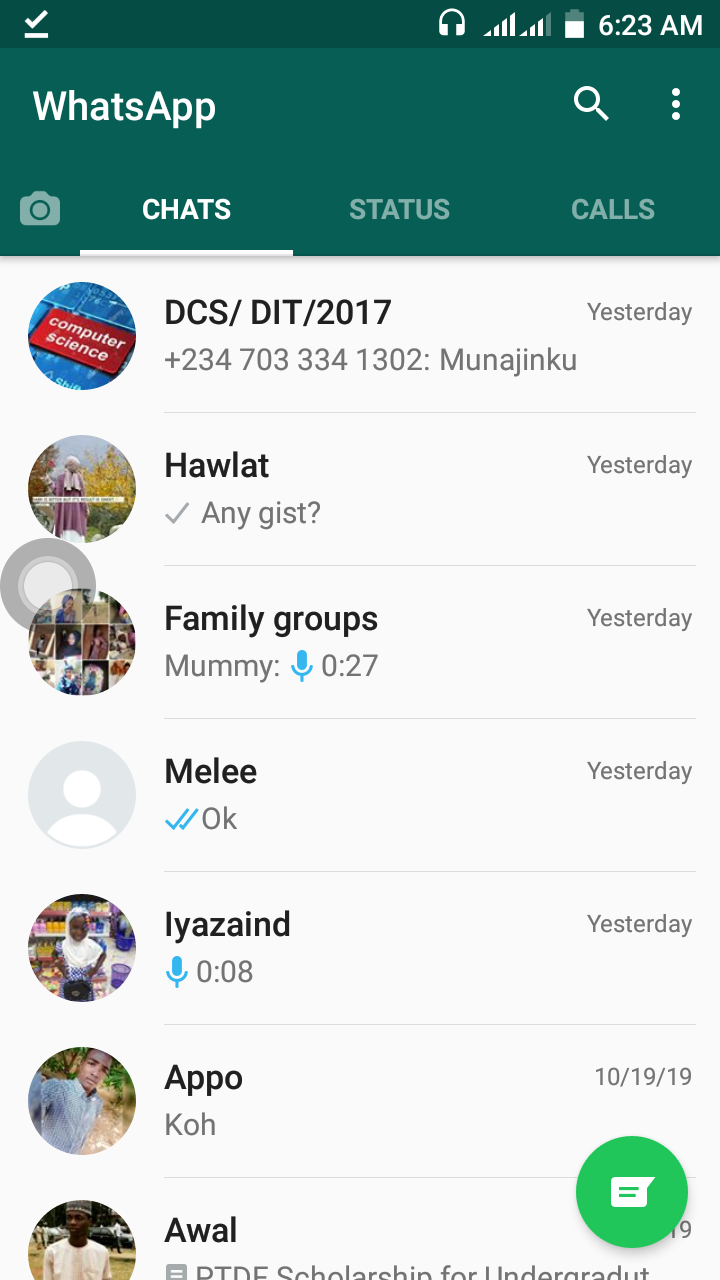 6:23 AM
WhatsApp
CHATS STATUS CALLS
computer
science
Shift
DCS/ DIT/2017 Yesterday
+234 703 334 1302: Munajinku
Hawlat Yesterday
Any gist?
Family groups Yesterday
Mummy: 0:27
Melee Yesterday
Ok
Iyazaind Yesterday
0:08
Appo 10/19/19
Koh
Awal 19
PTDF Scholarship for Undergradut